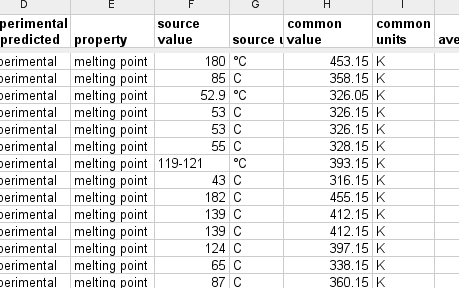 D E F G H I
perimental source common common
predicted property value source u value units ave
perimental melting point 180 °C 453.15 K
perimental melting point 85 °C 358.15 K
perimental melting point 52.9 °C 326.05 K
perimental melting point 53 C 326.15 K
perimental melting point 53 C 326.15 K
perimental melting point 55 C 328.15 K
perimental melting point 119-121 °C 393.15 K
perimental melting point 43 C 316.15 K
perimental melting point 182 C 455.15 K
perimental melting point 139 C 412.15 K
perimental melting point 139 C 412.15 K
perimental melting point 124 C 397.15 K
perimental melting point 65 C 338.15 K
perimental melting point 87 C 360.15 K